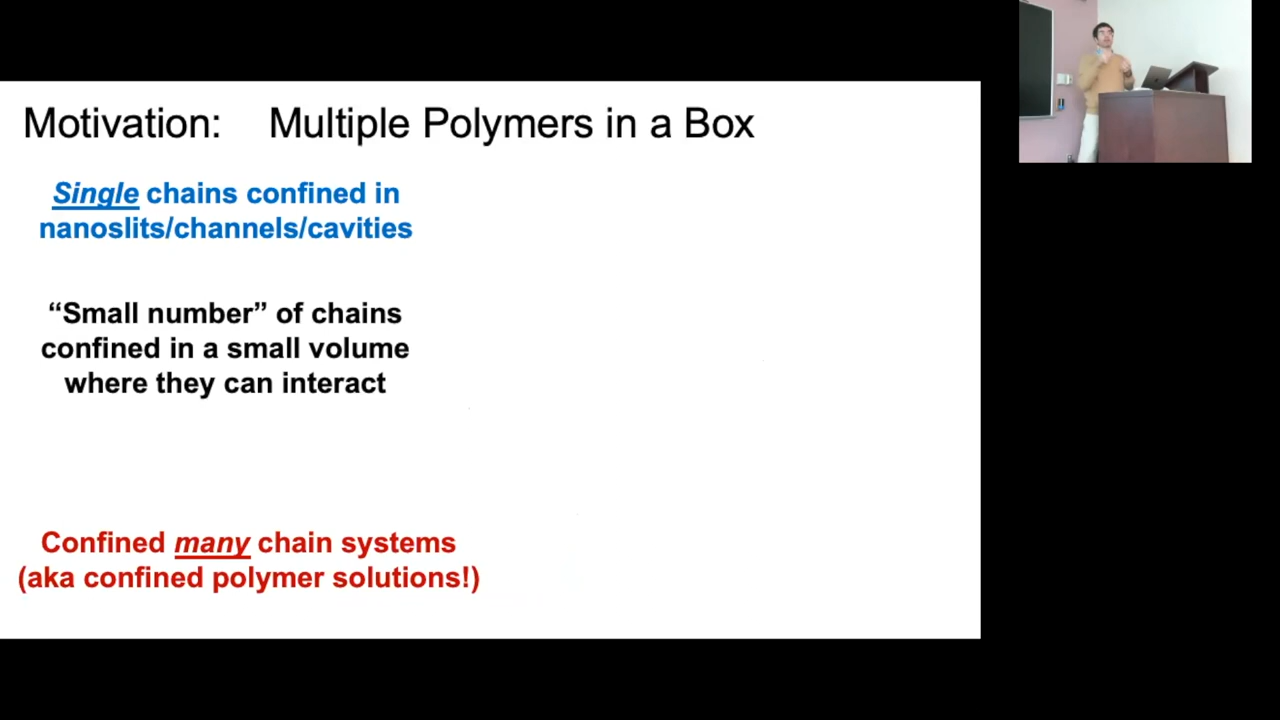 Motivation: Multiple Polymers in a Box
Single chains confined in
nanoslits/channels/cavities
“Small number” of chains
confined in a small volume
where they can interact
Confined many chain systems
(aka confined polymer solutions!)